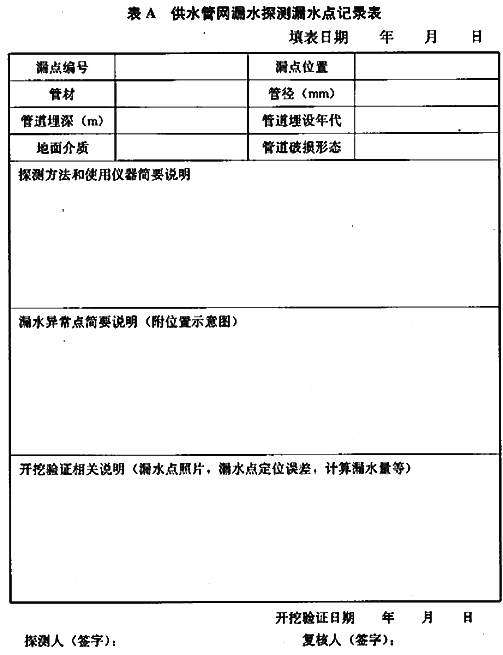 表 A 供水管网漏水探测漏水点记录表
填表日期 年 月 日
漏点编号 漏点位置
管材 管径（mm）
管道埋深（m） 管道埋设年代
地面介质 管道破损形态
探测方法和使用仪器简要说明
漏水异常点简要说明（附位置示意图）
开挖验证相关说明（漏水点照片，漏水点定位误差，计算漏水量等）
开挖验证日期 年 月 日
探测人（签字）： 复核人（签字）：